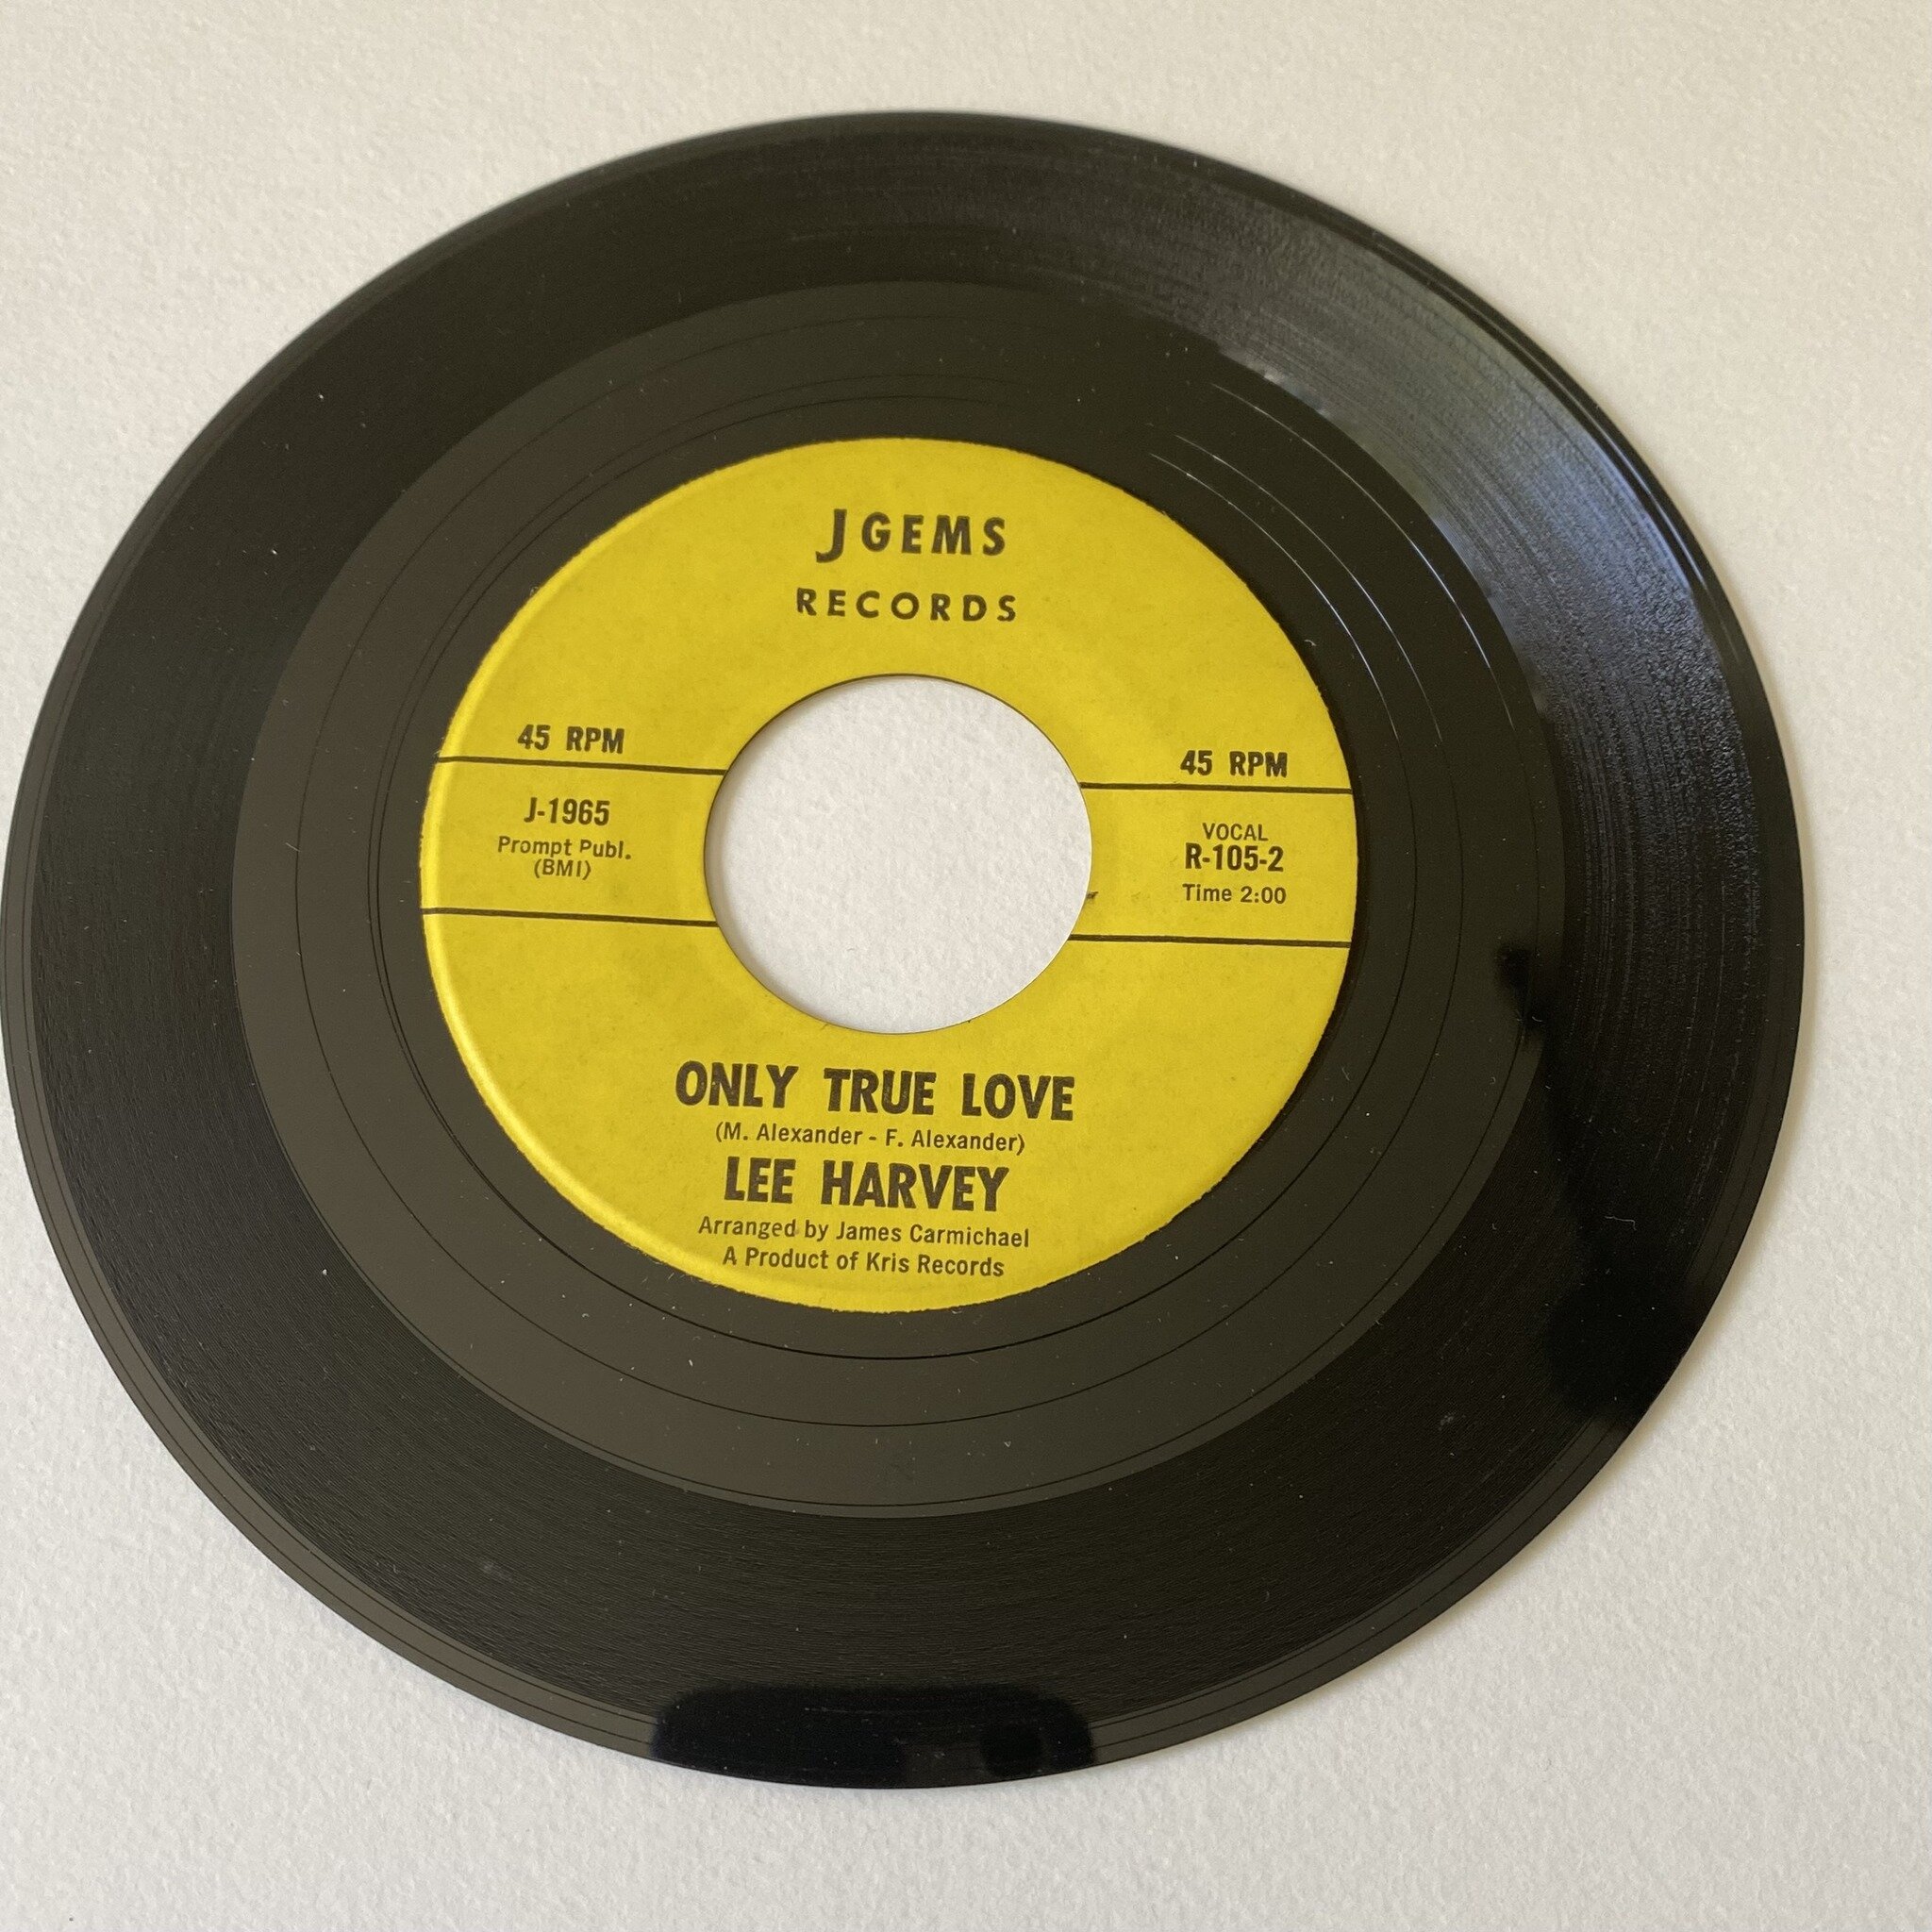 JGEMS
RECORDS
45 RPM
J-1965
Prompt Publ.
(BMI)
45 RPM
VOCAL
R-105-2
Time 2:00
ONLY TRUE LOVE
(M. Alexander - F. Alexander)
LEE HARVEY
Arranged by James Carmichael
A Product of Kris Records